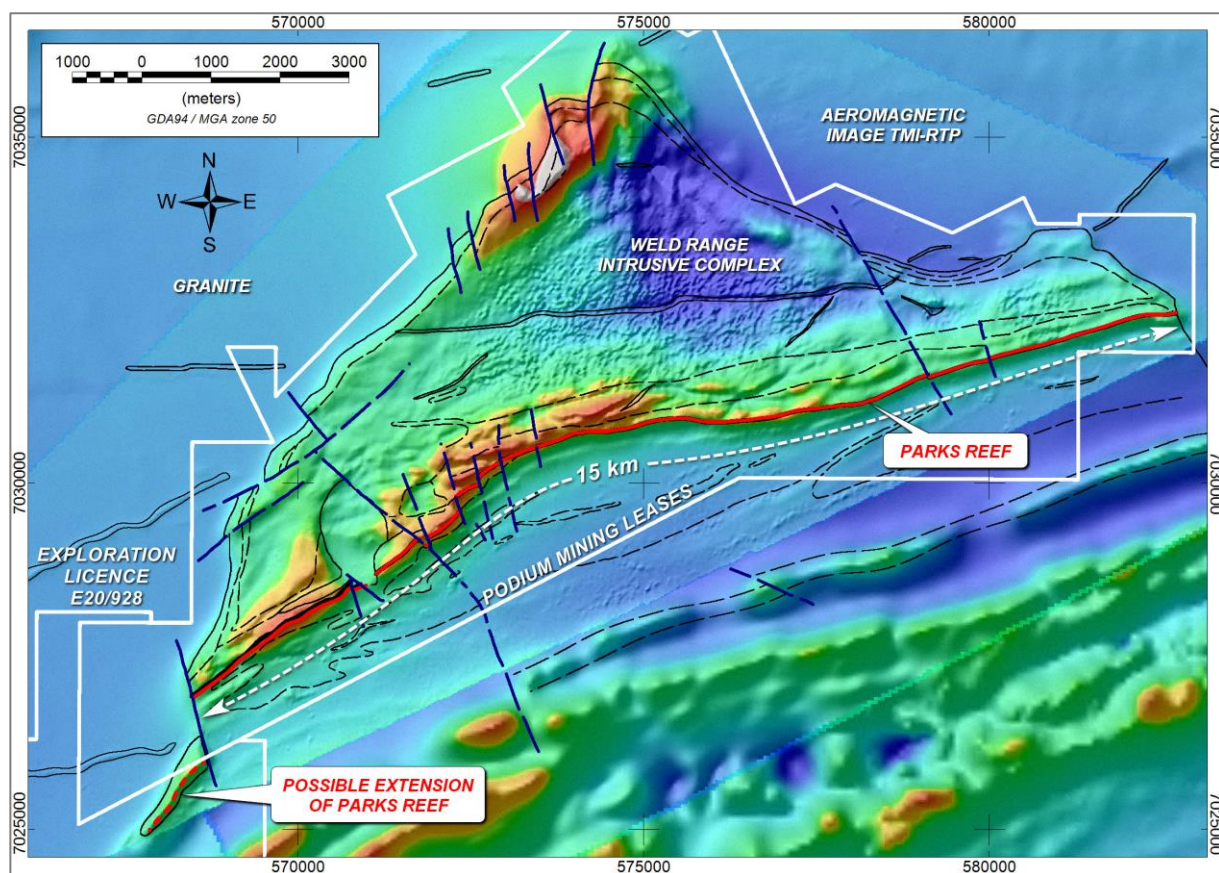 570000
575000
580000
1000 0 1000 2000 3000
(meters)
GDA94 / MGA zone 50
N
W E
S
7035000
7035000
AEROMAGNETIC
IMAGE TMI-RTP
WELD RANGE
INTRUSIVE COMPLEX
GRANITE
PARKS REEF
15 km
7030000
7030000
PODIUM MINING LEASES
EXPLORATION
LICENCE
E20/928
POSSIBLE EXTENSION
OF PARKS REEF
7025000
7025000
570000
575000
580000